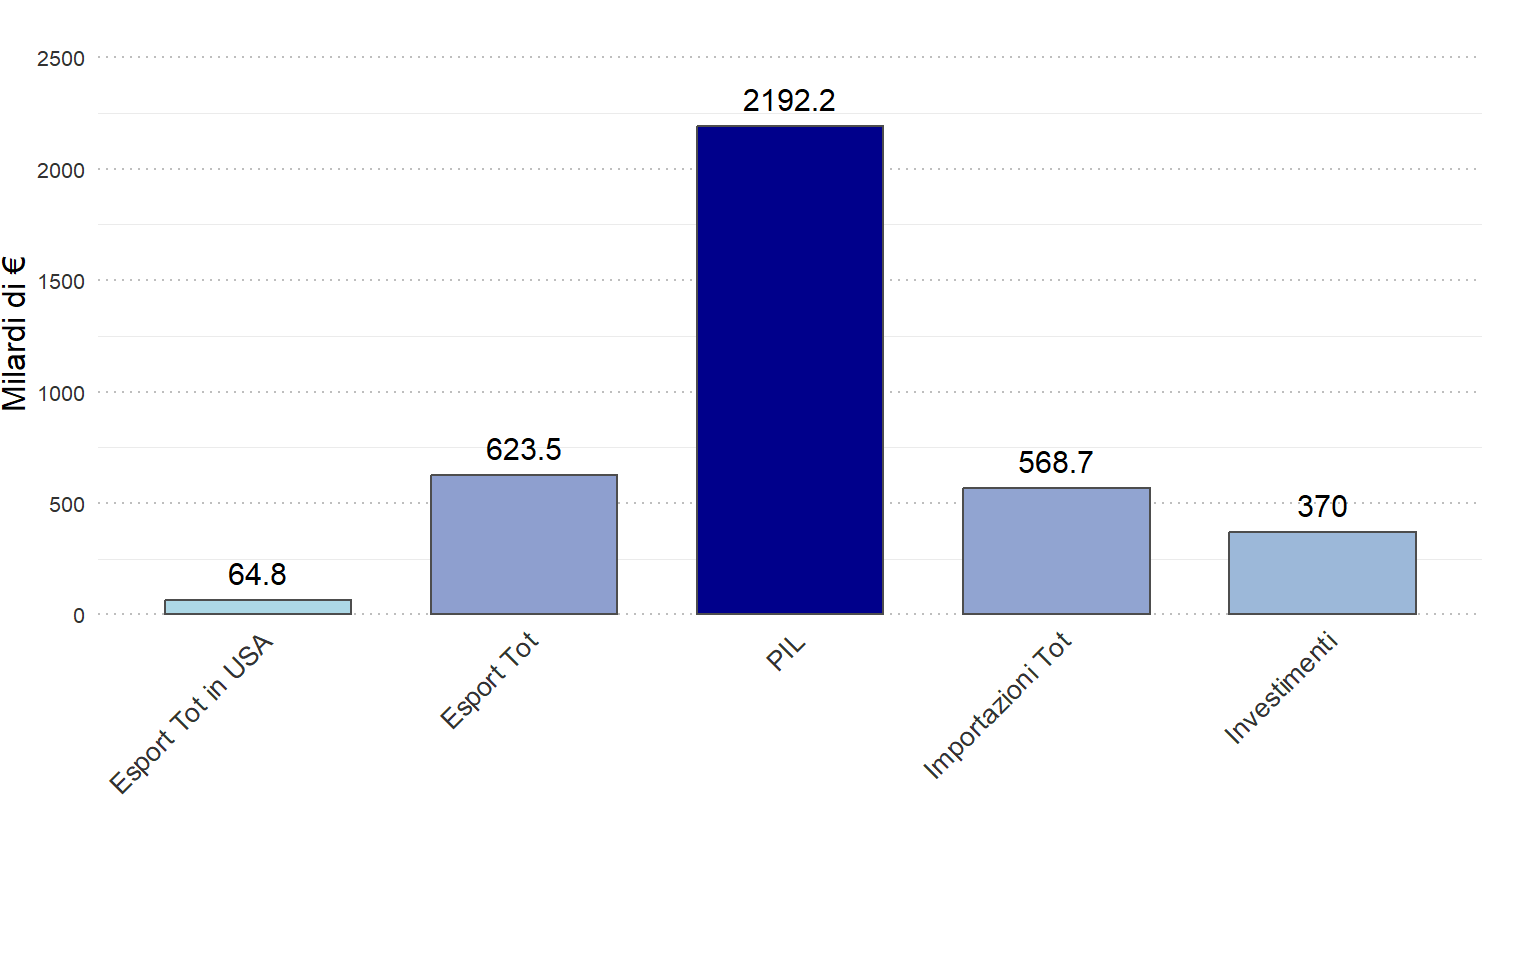 Milardi di €
2500
2000
1500
1000
500
0
64.8
623.5
2192.2
568.7
370
Esport Tot in USA
Esport Tot
PIL
Importazioni Tot
Investimenti